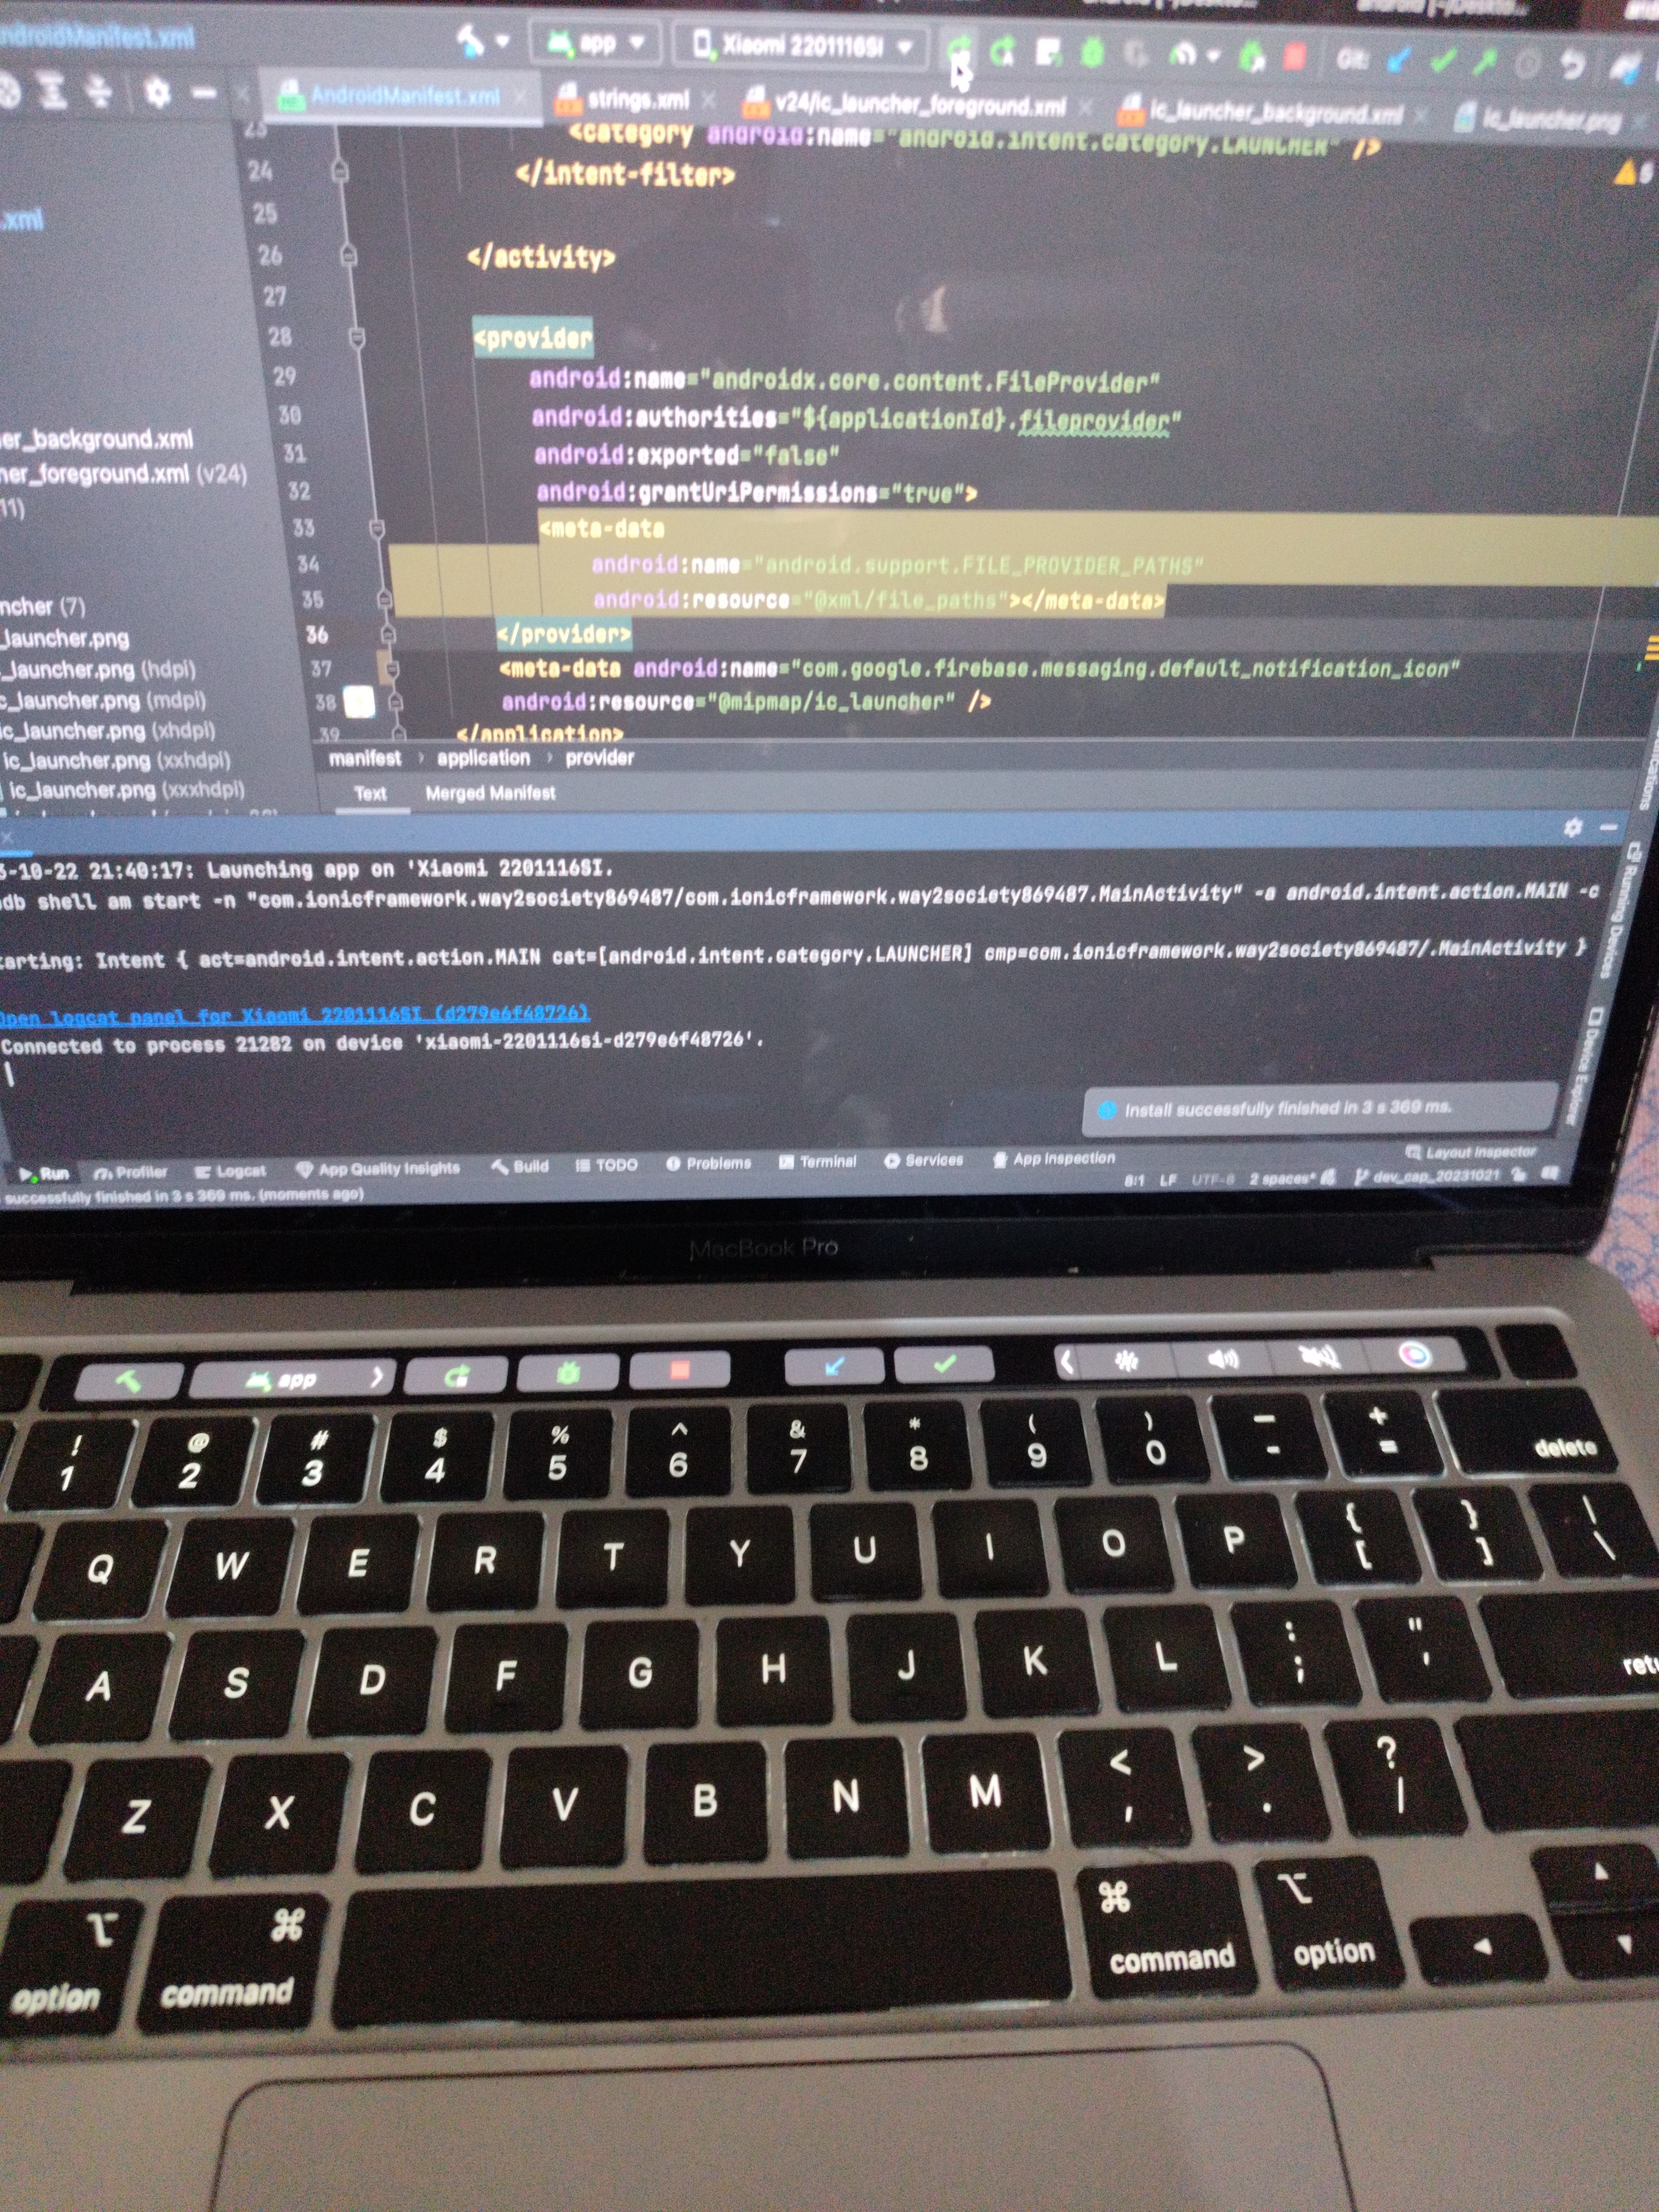 ndroidManifest.xml
app
Xiaomi 2201116SI
Git:
AndroidManifest.xml
strings.xml
v24/ic_launcher_foreground.xml
ic_launcher_background.xml
ic_launcher.png
23 <category android:name="android.intent.category.LAUNCHER" />
24 </intent-filter>
25
26 </activity>
27
28 <provider
29 android:name="androidx.core.content.FileProvider"
30 android:authorities="${applicationId}.fileprovider"
31 android:exported="false"
32 android:grantUriPermissions="true">
33 <meta-data
34 android:name="android.support.FILE_PROVIDER_PATHS"
35 android:resource="@xml/file_paths"></meta-data>
36 </provider>
37 <meta-data android:name="com.google.firebase.messaging.default_notification_icon"
38 android:resource="@mipmap/ic_launcher" />
39 </application>
.xml
er_background.xml
her_foreground.xml (v24)
11)
ncher (7)
_launcher.png
_launcher.png (hdpi)
c_launcher.png (mdpi)
ic_launcher.png (xhdpi)
ic_launcher.png (xxhdpi)
ic_launcher.png (xxxhdpi)
manifest > application > provider
Text Merged Manifest
3-10-22 21:40:17: Launching app on 'Xiaomi 2201116SI.
db shell am start -n "com.ionicframework.way2society869487/com.ionicframework.way2society869487.MainActivity" -a android.intent.action.MAIN -c
tarting: Intent { act=android.intent.action.MAIN cat=[android.intent.category.LAUNCHER] cmp=com.ionicframework.way2society869487/.MainActivity }
Open logcat panel for Xiaomi 2201116SI (d279e6f48726)
Connected to process 21282 on device 'xiaomi-2201116si-d279e6f48726'.
Install successfully finished in 3 s 369 ms.
Running Devices
Device Explorer
Layout Inspector
Run Profiler Logcat App Quality Insights Build TODO Problems Terminal Services App Inspection
successfully finished in 3 s 369 ms. (moments ago)
8:1 LF UTF-8 2 spaces* dev_cap_20231021
MacBook Pro
app
! @ # $ % ^ & * ( ) — +
1 2 3 4 5 6 7 8 9 0 - = delete
Q W E R T Y U I O P { [ } ] | \
A S D F G H J K L : ; " ' retu
Z X C V B N M < , > . ? /
option command command option